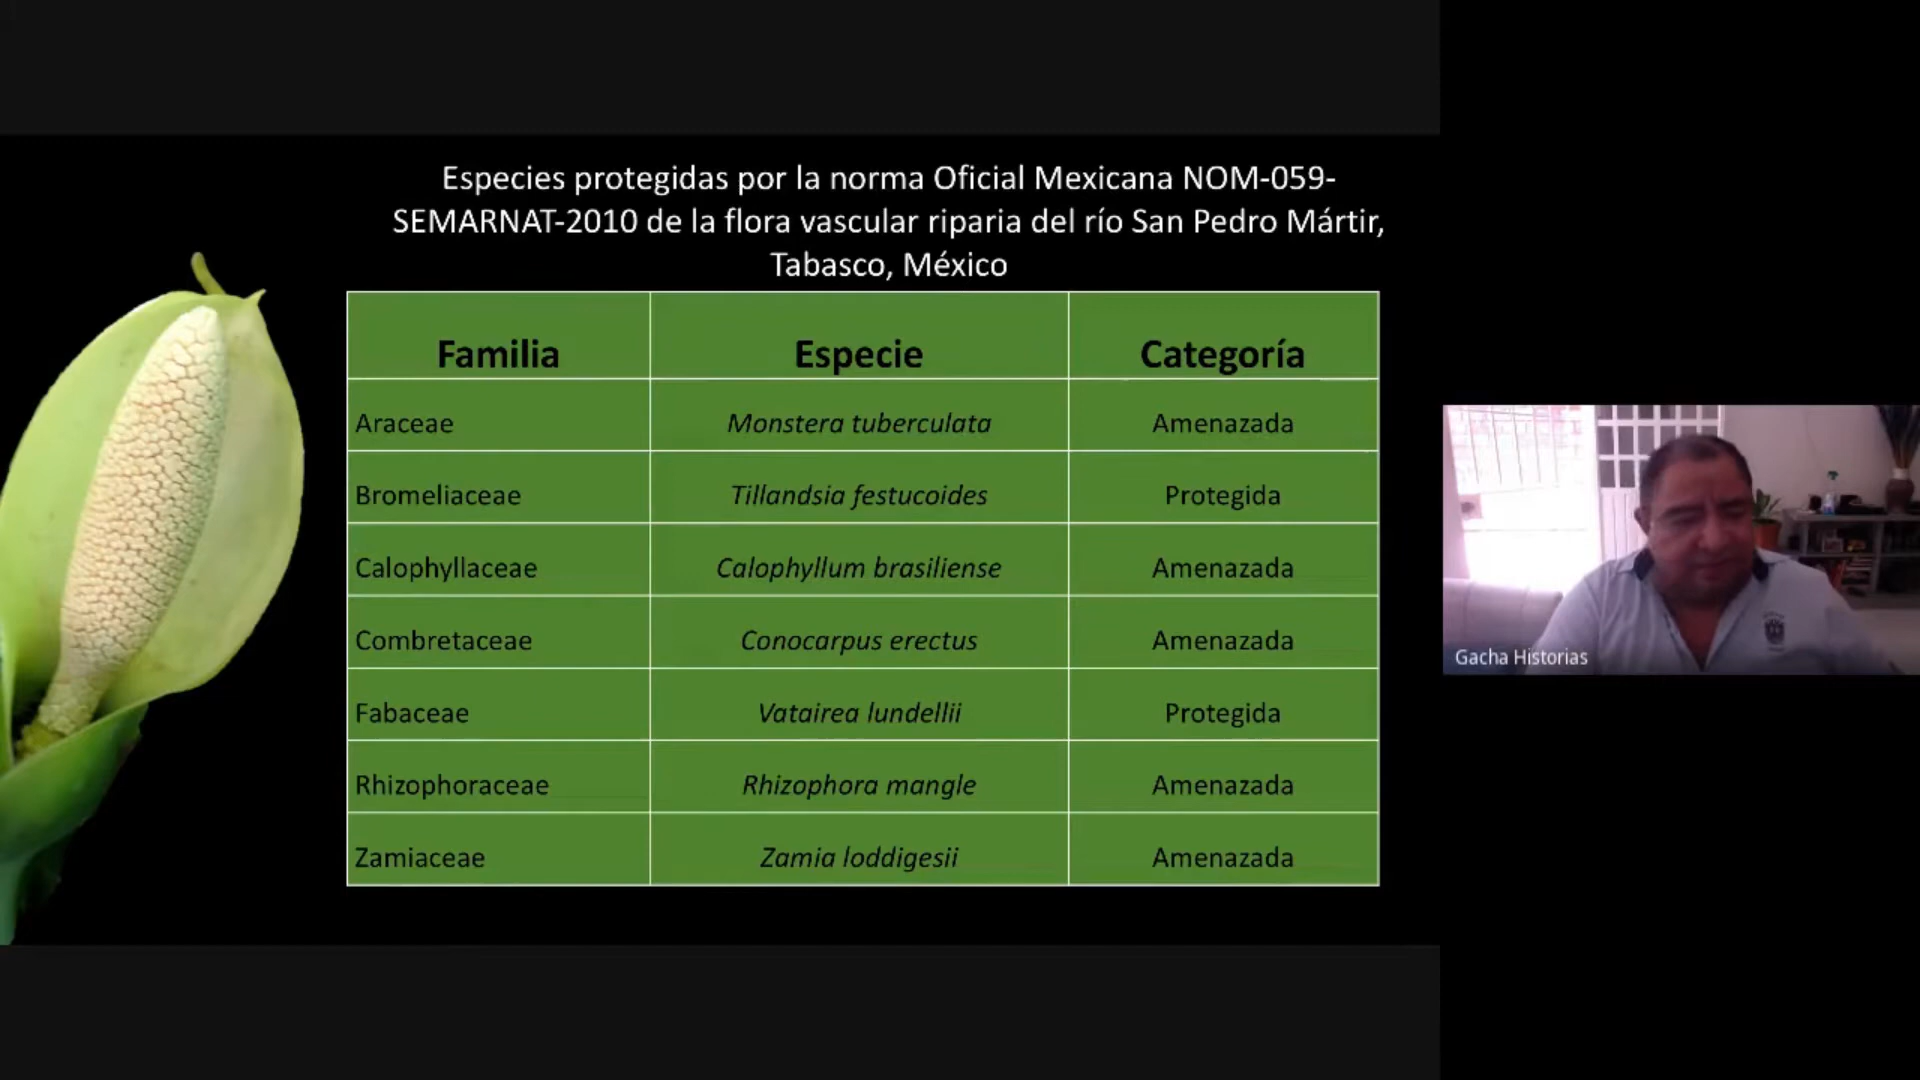 Especies protegidas por la norma Oficial Mexicana NOM-059-
SEMARNAT-2010 de la flora vascular riparia del río San Pedro Mártir,
Tabasco, México
Familia Especie Categoría
Araceae Monstera tuberculata Amenazada
Bromeliaceae Tillandsia festucoides Protegida
Calophyllaceae Calophyllum brasiliense Amenazada
Combretaceae Conocarpus erectus Amenazada
Fabaceae Vatairea lundellii Protegida
Rhizophoraceae Rhizophora mangle Amenazada
Zamiaceae Zamia loddigesii Amenazada
Gacha Historias